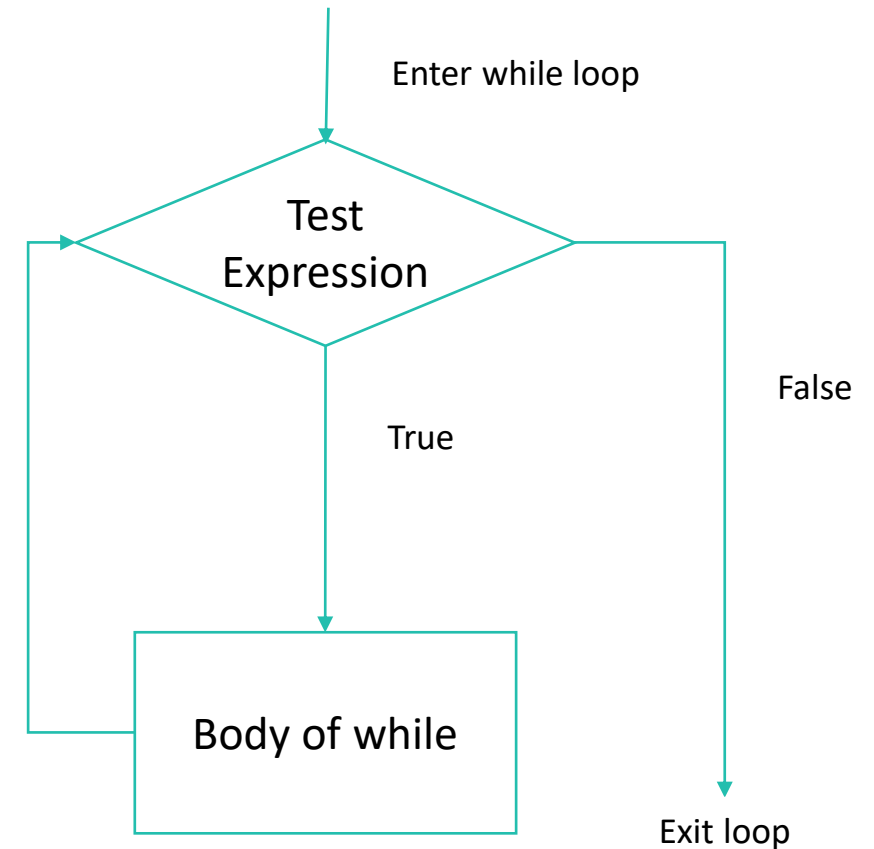 Enter while loop
Test
Expression
False
True
Body of while
Exit loop